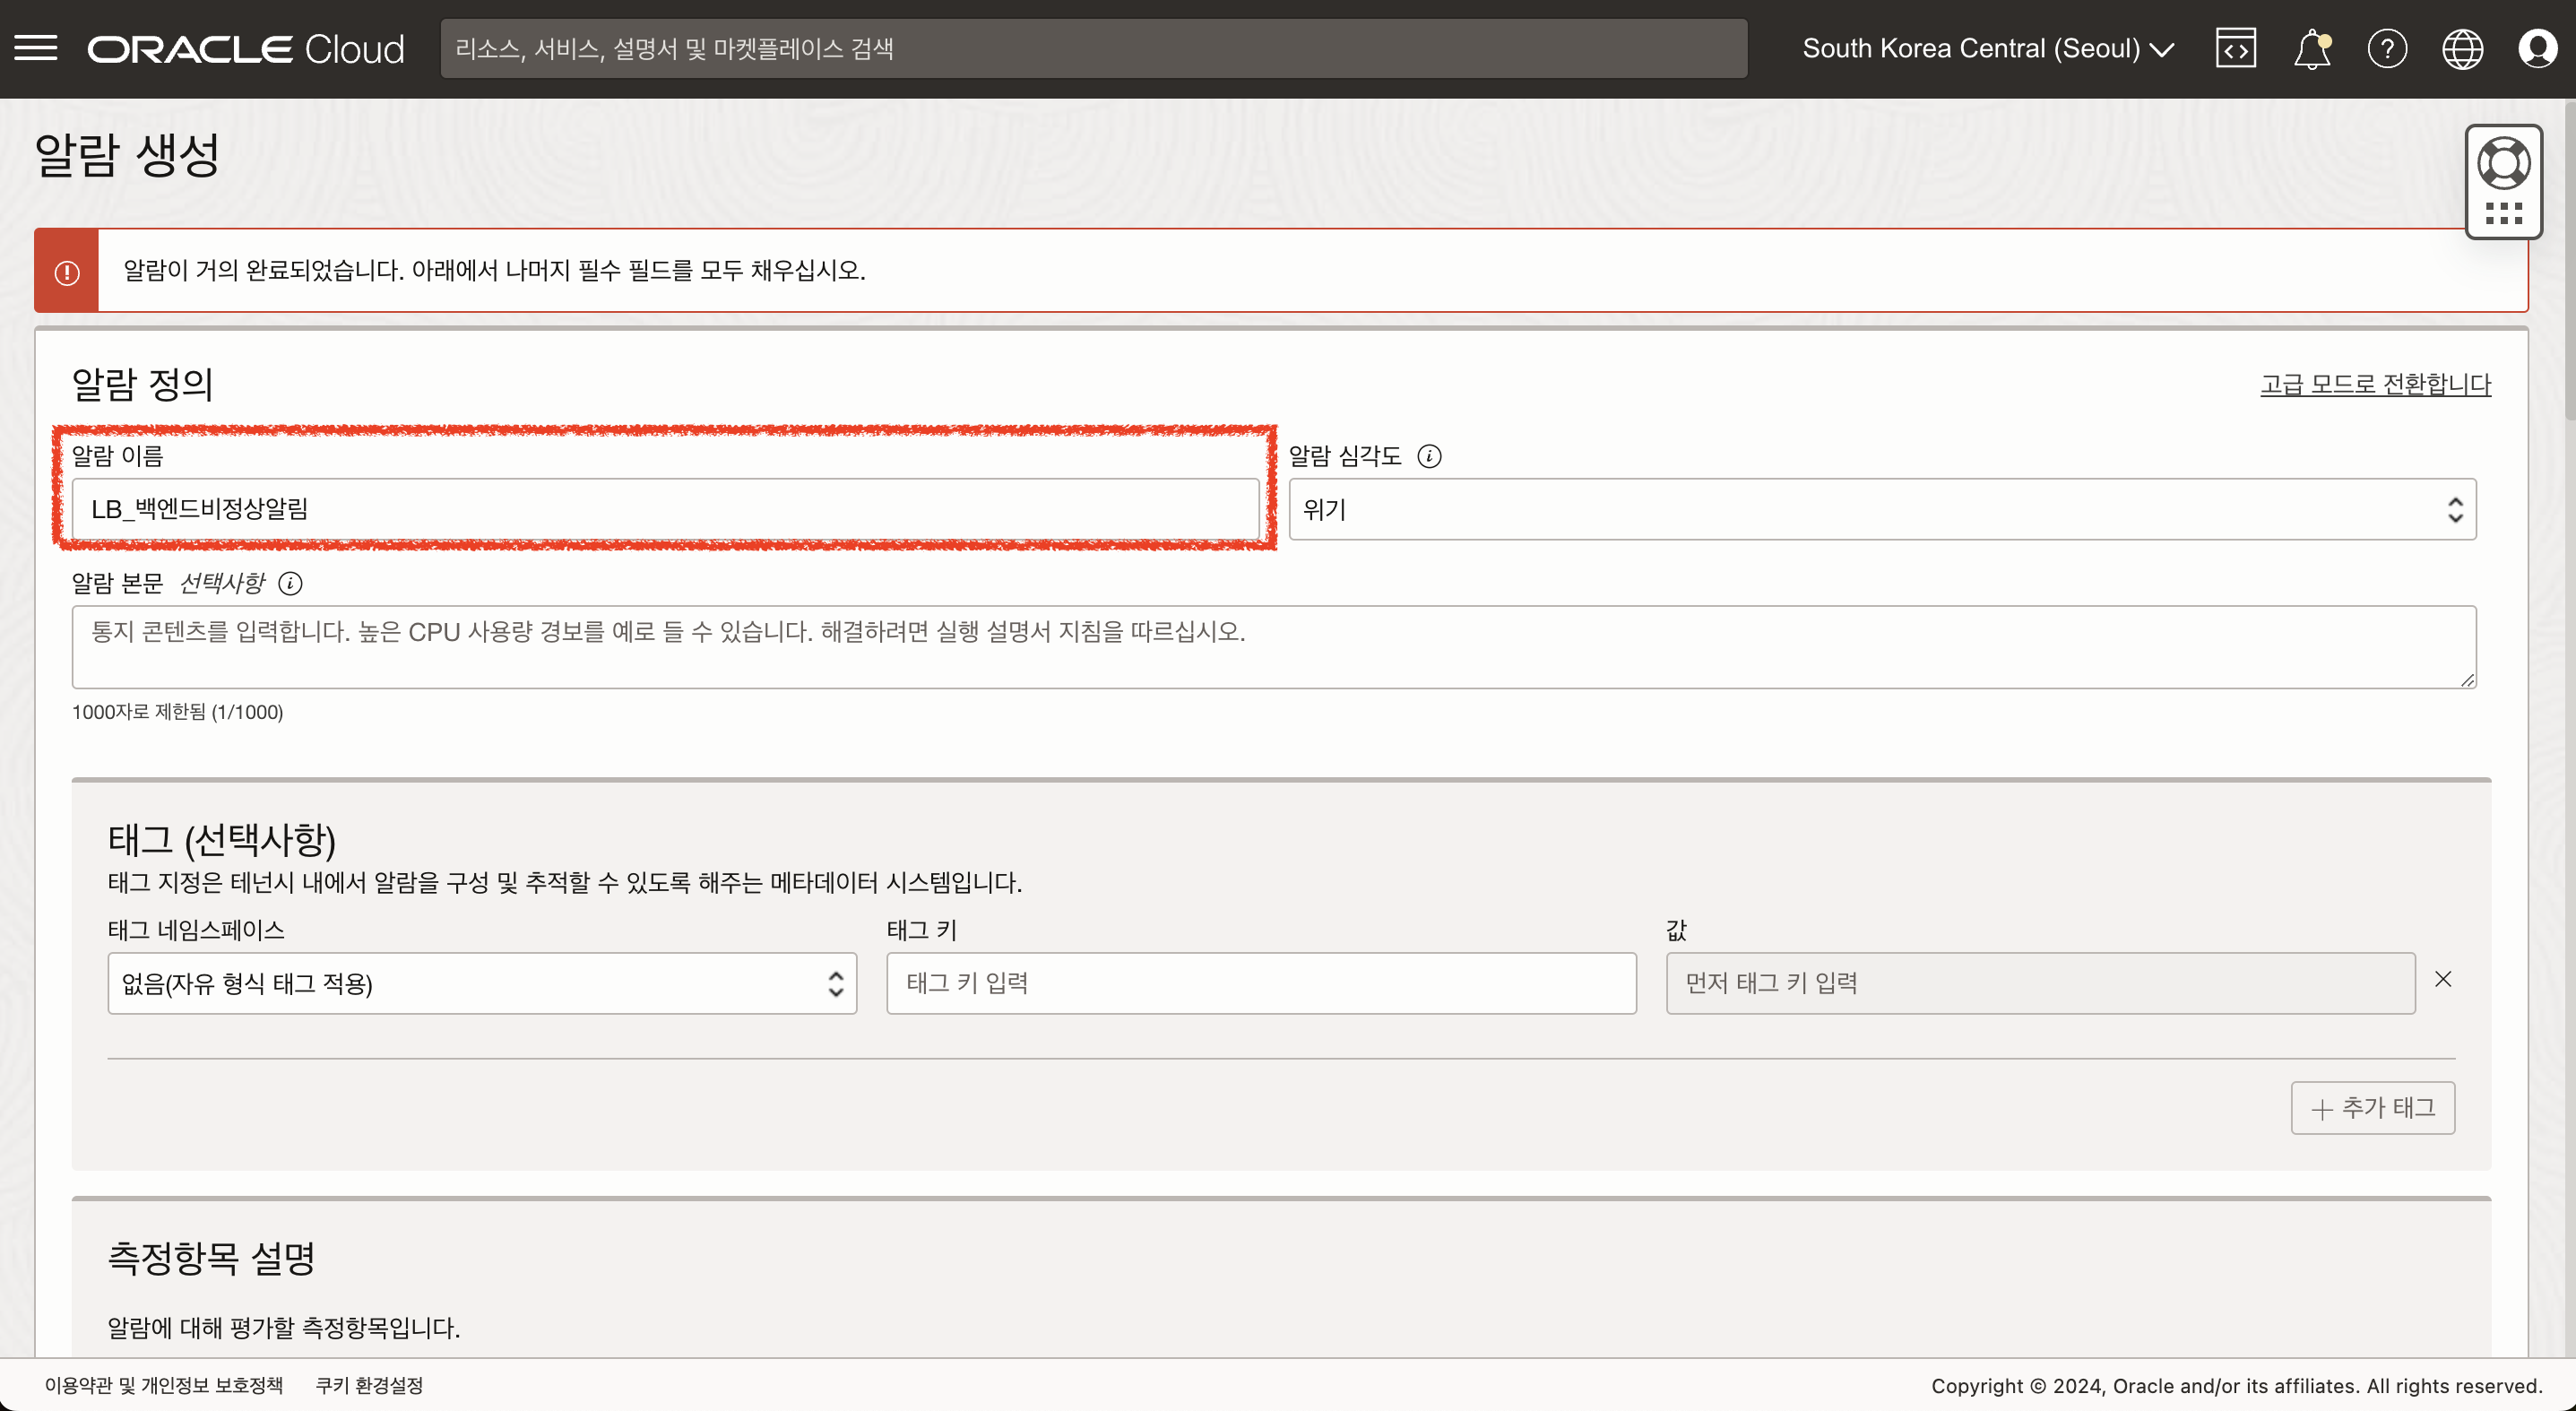 ORACLE Cloud
리소스, 서비스, 설명서 및 마켓플레이스 검색
South Korea Central (Seoul)
알람 생성
알람이 거의 완료되었습니다. 아래에서 나머지 필수 필드를 모두 채우십시오.
알람 정의
고급 모드로 전환합니다
알람 이름
알람 심각도
LB_백엔드비정상알림
위기
알람 본문 선택사항
통지 콘텐츠를 입력합니다. 높은 CPU 사용량 경보를 예로 들 수 있습니다. 해결하려면 실행 설명서 지침을 따르십시오.
1000자로 제한됨 (1/1000)
태그 (선택사항)
태그 지정은 테넌시 내에서 알람을 구성 및 추적할 수 있도록 해주는 메타데이터 시스템입니다.
태그 네임스페이스
태그 키
값
없음(자유 형식 태그 적용)
태그 키 입력
먼저 태그 키 입력
추가 태그
측정항목 설명
알람에 대해 평가할 측정항목입니다.
이용약관 및 개인정보 보호정책
쿠키 환경설정
Copyright © 2024, Oracle and/or its affiliates. All rights reserved.